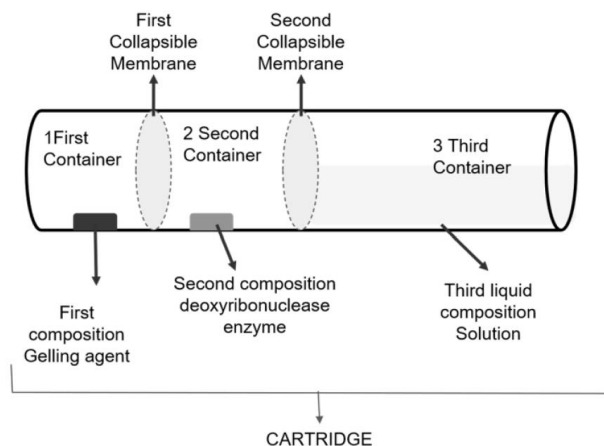 First
Collapsible
Membrane
Second
Collapsible
Membrane
1First
Container
2 Second
Container
3 Third
Container
First
composition
Gelling agent
Second composition
deoxyribonuclease
enzyme
Third liquid
composition
Solution
CARTRIDGE